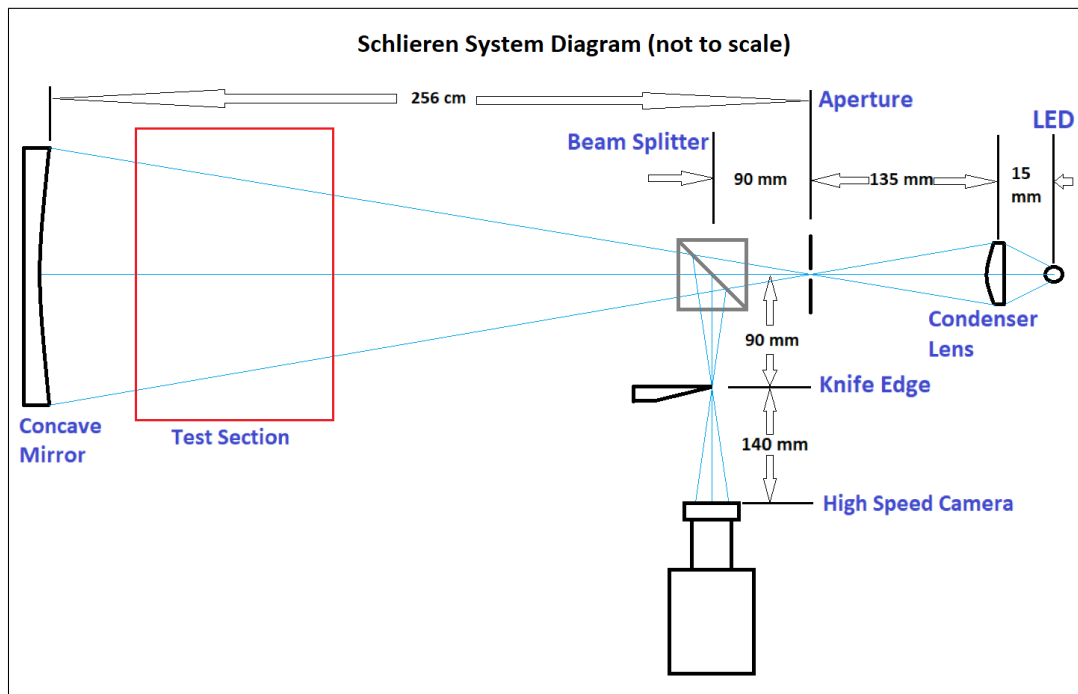 Schlieren System Diagram (not to scale)
256 cm
Aperture
LED
Beam Splitter
90 mm
135 mm
15
mm
Condenser
Lens
90 mm
Knife Edge
Concave
Mirror
Test Section
140 mm
High Speed Camera